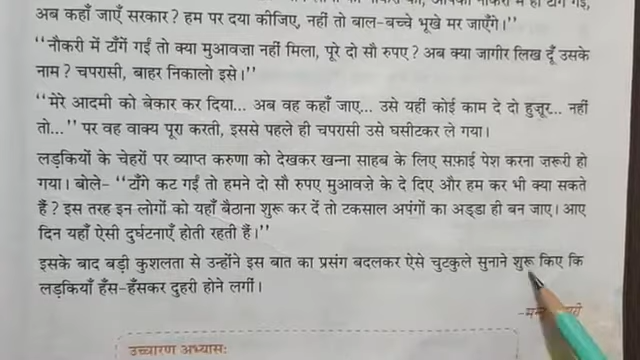 अब कहाँ जाएँ सरकार? हम पर दया कीजिए, नहीं तो बाल-बच्चे भूखे मर जाएँगे।”
“नौकरी में टाँगें गईं तो क्या मुआवज़ा नहीं मिला, पूरे दो सौ रुपए? अब क्या जागीर लिख दूँ उसके
नाम? चपरासी, बाहर निकालो इसे।”
“मेरे आदमी को बेकार कर दिया... अब वह कहाँ जाए... उसे यहीं कोई काम दे दो हुज़ूर... नहीं
तो...” पर वह वाक्य पूरा करती, इससे पहले ही चपरासी उसे घसीटकर ले गया।
लड़कियों के चेहरों पर व्याप्त करुणा को देखकर खन्ना साहब के लिए सफ़ाई पेश करना ज़रूरी हो
गया। बोले- “टाँगें कट गईं तो हमने दो सौ रुपए मुआवज़े के दे दिए और हम कर भी क्या सकते
हैं? इस तरह इन लोगों को यहाँ बैठाना शुरू कर दें तो टकसाल अपंगों का अड्डा ही बन जाए। आए
दिन यहाँ ऐसी दुर्घटनाएँ होती रहती हैं।”
इसके बाद बड़ी कुशलता से उन्होंने इस बात का प्रसंग बदलकर ऐसे चुटकुले सुनाने शुरू किए कि
लड़कियाँ हँस-हँसकर दुहरी होने लगीं।
उच्चारण अभ्यास: